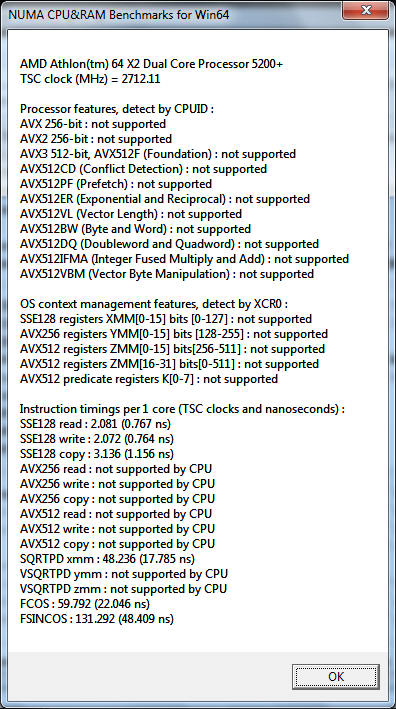 NUMA CPU&RAM Benchmarks for Win64
AMD Athlon(tm) 64 X2 Dual Core Processor 5200+
TSC clock (MHz) = 2712.11
Processor features, detect by CPUID :
AVX 256-bit : not supported
AVX2 256-bit : not supported
AVX3 512-bit, AVX512F (Foundation) : not supported
AVX512CD (Conflict Detection) : not supported
AVX512PF (Prefetch) : not supported
AVX512ER (Exponential and Reciprocal) : not supported
AVX512VL (Vector Length) : not supported
AVX512BW (Byte and Word) : not supported
AVX512DQ (Doubleword and Quadword) : not supported
AVX512IFMA (Integer Fused Multiply and Add) : not supported
AVX512VBM (Vector Byte Manipulation) : not supported
OS context management features, detect by XCR0 :
SSE128 registers XMM[0-15] bits [0-127] : not supported
AVX256 registers YMM[0-15] bits [128-255] : not supported
AVX512 registers ZMM[0-15] bits[256-511] : not supported
AVX512 registers ZMM[16-31] bits[0-511] : not supported
AVX512 predicate registers K[0-7] : not supported
Instruction timings per 1 core (TSC clocks and nanoseconds) :
SSE128 read : 2.081 (0.767 ns)
SSE128 write : 2.072 (0.764 ns)
SSE128 copy : 3.136 (1.156 ns)
AVX256 read : not supported by CPU
AVX256 write : not supported by CPU
AVX256 copy : not supported by CPU
AVX512 read : not supported by CPU
AVX512 write : not supported by CPU
AVX512 copy : not supported by CPU
SQRTPD xmm : 48.236 (17.785 ns)
VSQRTPD ymm : not supported by CPU
VSQRTPD zmm : not supported by CPU
FCOS : 59.792 (22.046 ns)
FSINCOS : 131.292 (48.409 ns)
OK